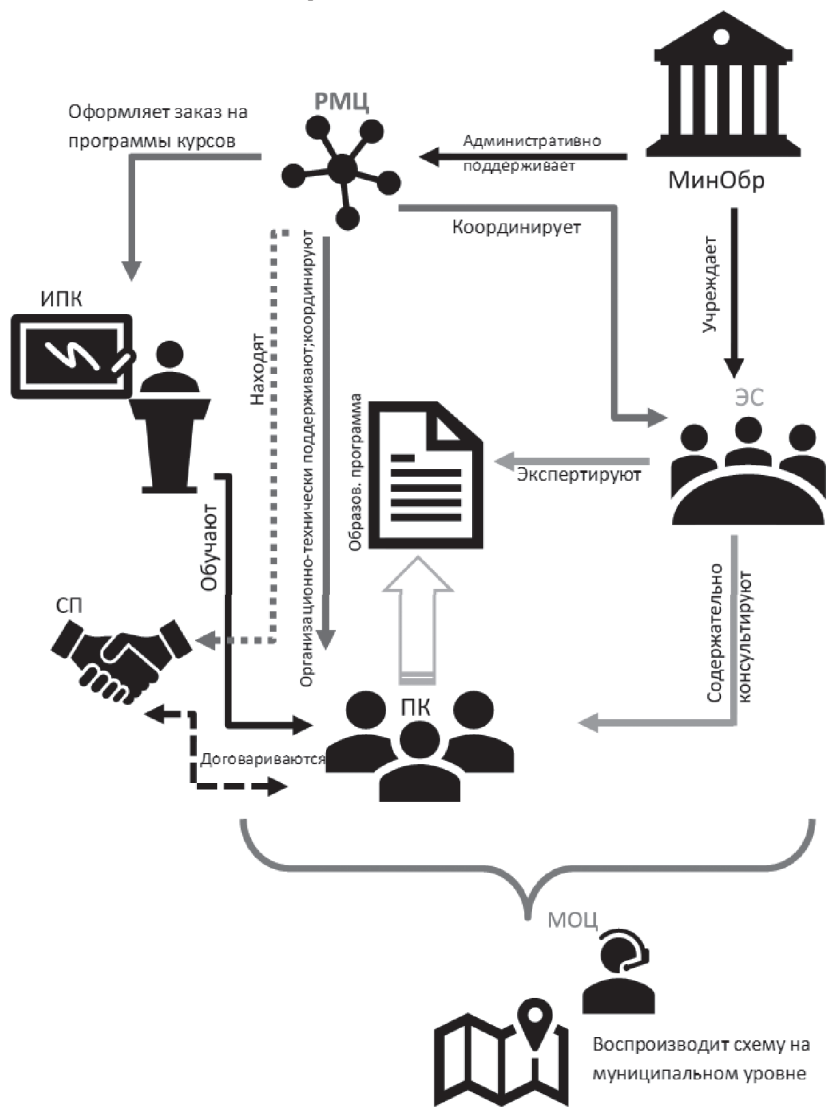 РМЦ
Оформляет заказ на
программы курсов
Административно
поддерживает
МинОбр
Координирует
Учреждает
ИПК
Находят
Организационно-технически поддерживают;координируют
ЭС
Образов. программа
Экспертируют
Обучают
СП
Содержательно
консультируют
ПК
Договариваются
МОЦ
Воспроизводит схему на
муниципальном уровне